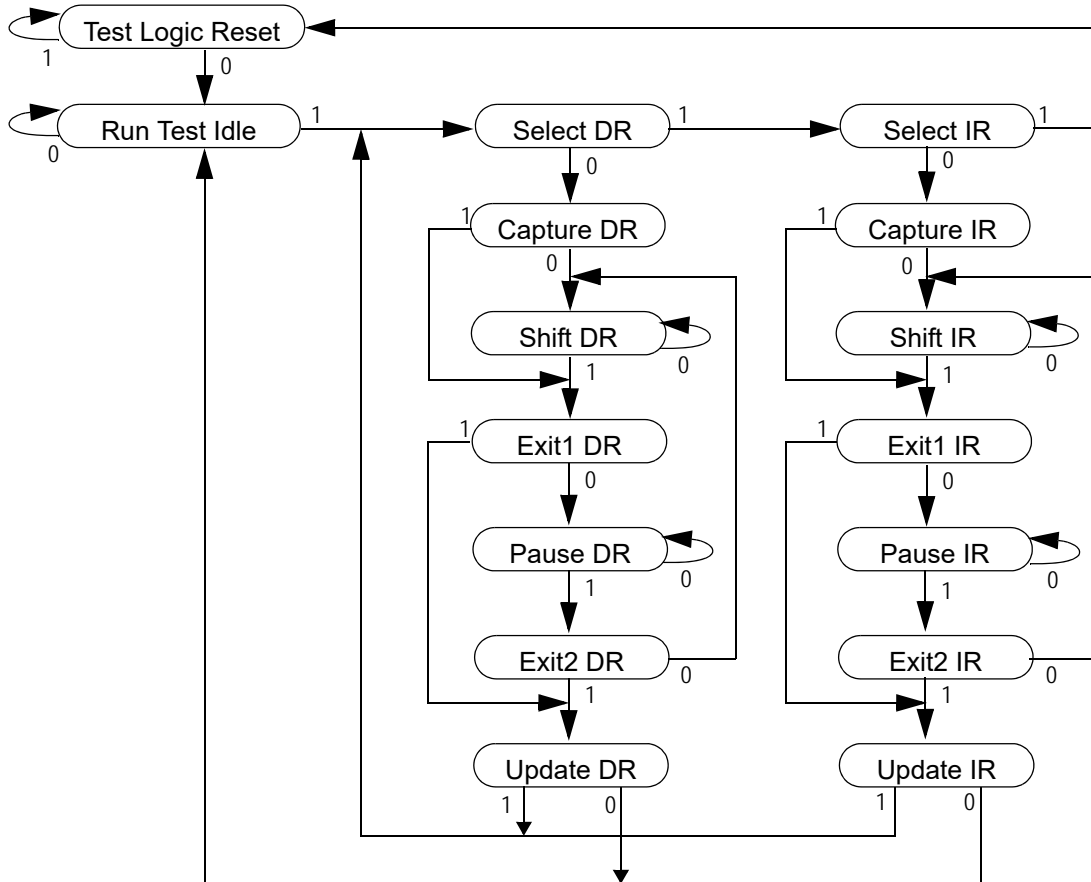 Test Logic Reset
1
0
Run Test Idle
1
0
Select DR
1
0
Select IR
1
0
1
Capture DR
0
1
Capture IR
0
Shift DR
0
1
Shift IR
0
1
1
Exit1 DR
0
1
Exit1 IR
0
Pause DR
0
1
Pause IR
0
1
Exit2 DR
0
1
Exit2 IR
0
1
Update DR
1
0
Update IR
1
0